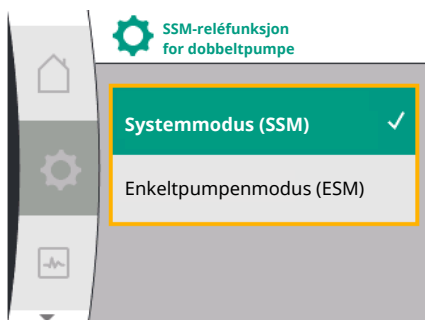 SSM-reléfunksjon
for dobbeltpumpe
Systemmodus (SSM)
Enkeltpumpenmodus (ESM)